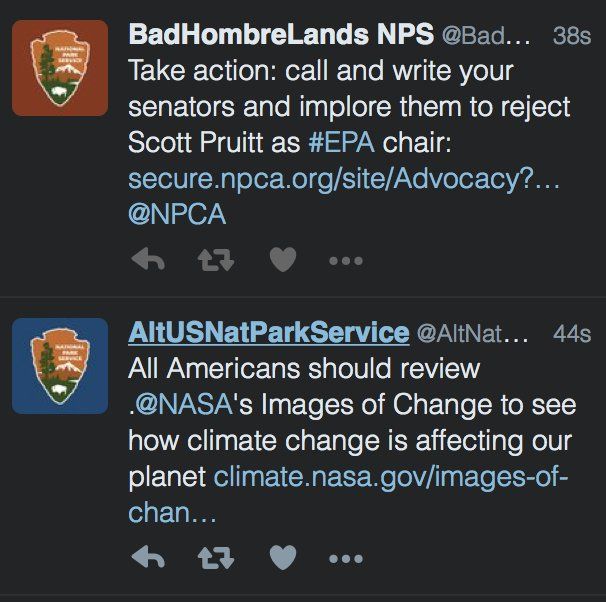 BadHombreLands NPS @Bad... 38s
Take action: call and write your
senators and implore them to reject
Scott Pruitt as #EPA chair:
secure.npca.org/site/Advocacy?...
@NPCA
AltUSNatParkService @AltNat... 44s
All Americans should review
.@NASA's Images of Change to see
how climate change is affecting our
planet climate.nasa.gov/images-of-
chan...
NATIONAL
PARK
SERVICE
NATIONAL
PARK
SERVICE